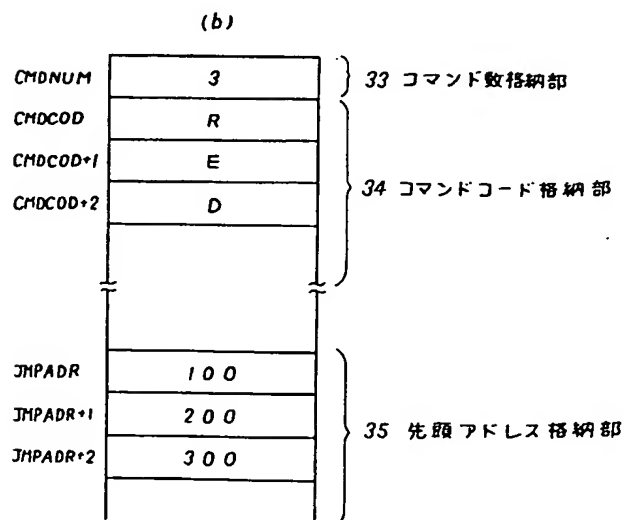 (b)
CMDNUM 3 33 コマンド数格納部
CMDCOD R
CMDCOD+1 E
CMDCOD+2 D
34 コマンドコード格納部
JMPADR 100
JMPADR+1 200
JMPADR+2 300
35 先頭アドレス格納部